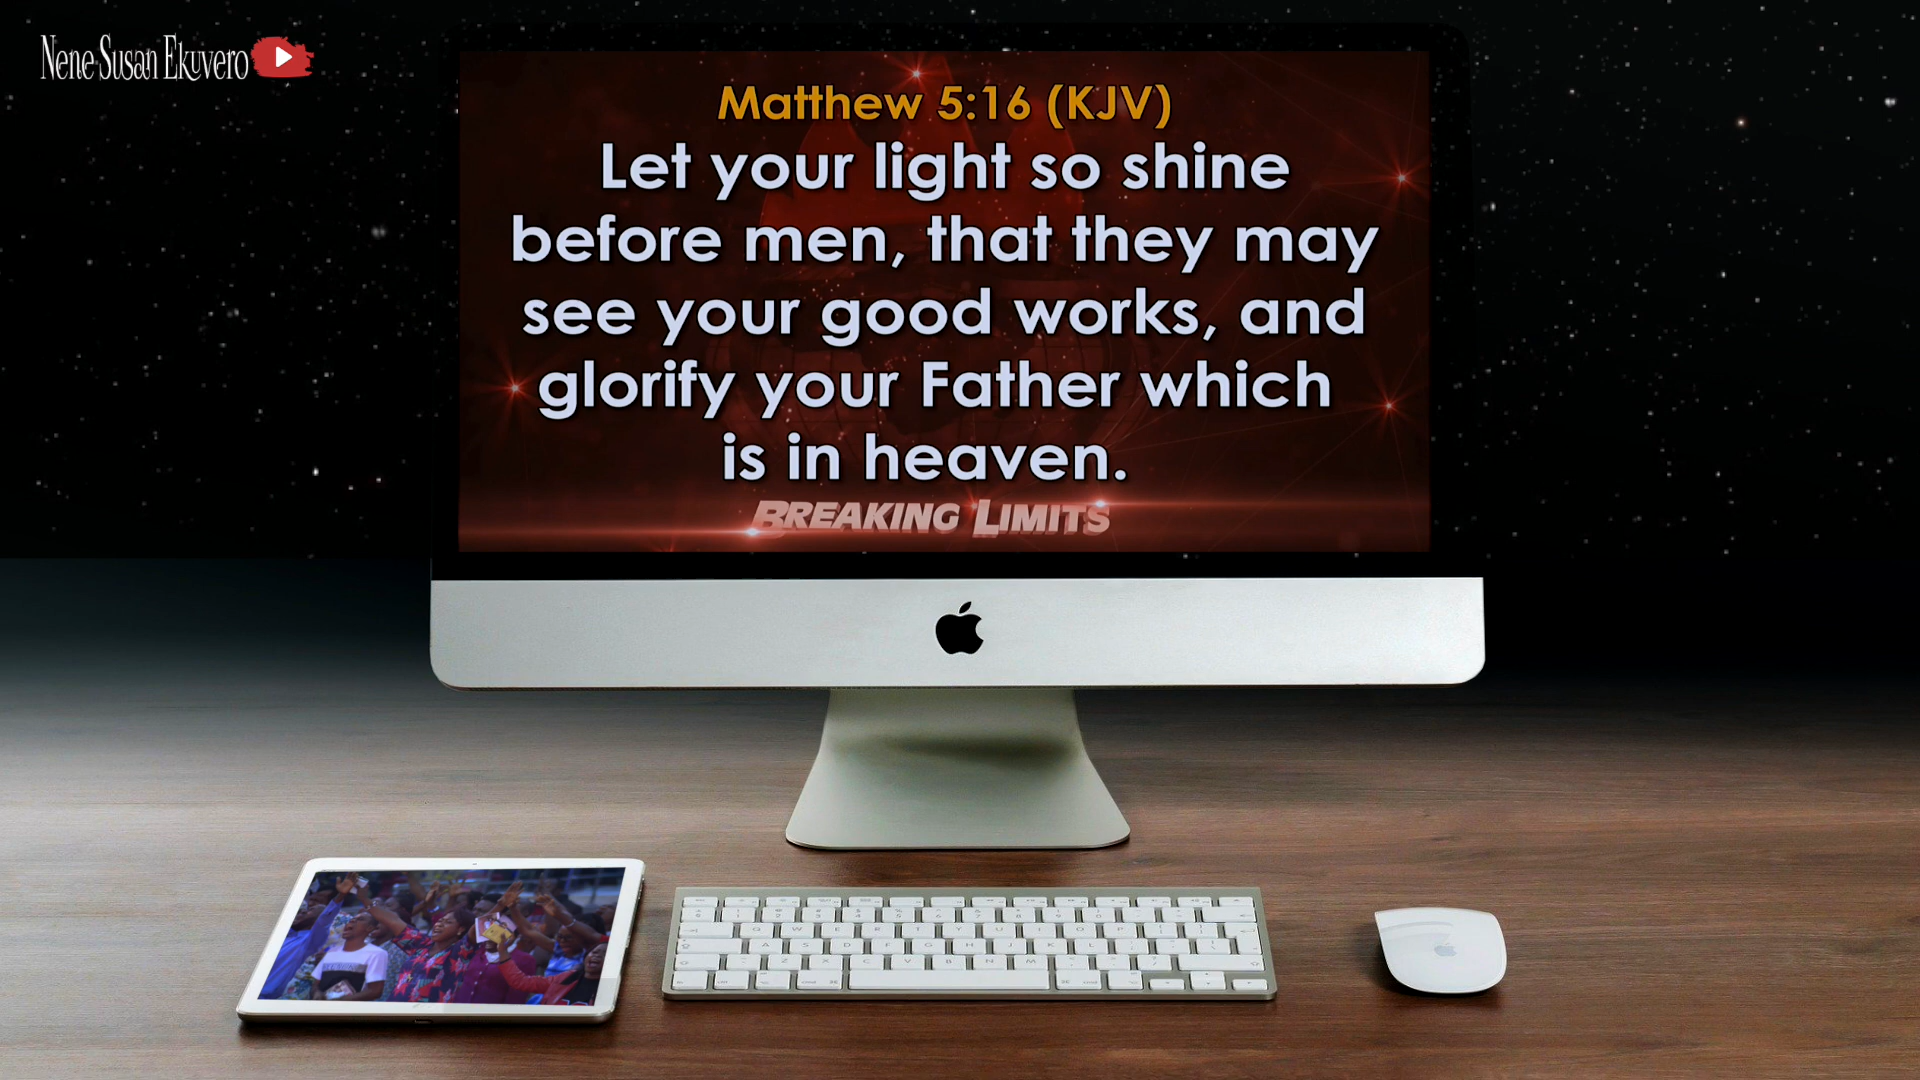 Nene Susan Ekuvero
Matthew 5:16 (KJV)
Let your light so shine
before men, that they may
see your good works, and
glorify your Father which
is in heaven.
BREAKING LIMITS